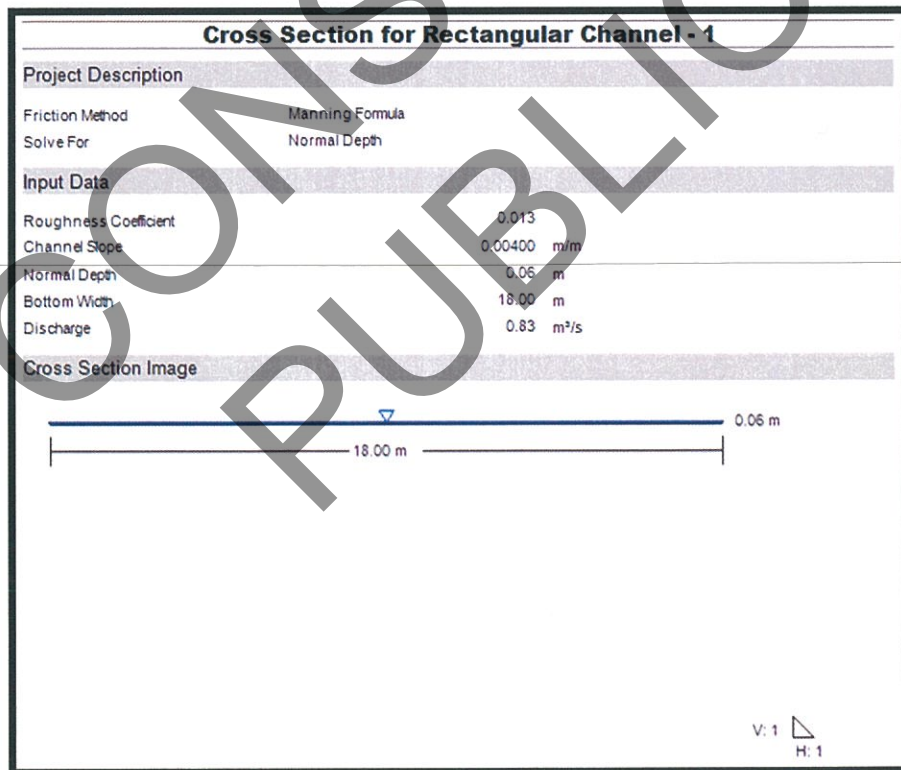 Cross Section for Rectangular Channel - 1
Project Description
Friction Method Manning Formula
Solve For Normal Depth
Input Data
Roughness Coefficient 0.013
Channel Slope 0.00400 m/m
Normal Depth 0.06 m
Bottom Width 18.00 m
Discharge 0.83 m³/s
Cross Section Image
0.06 m
18.00 m
V: 1
H: 1
CONS
PUBLIC